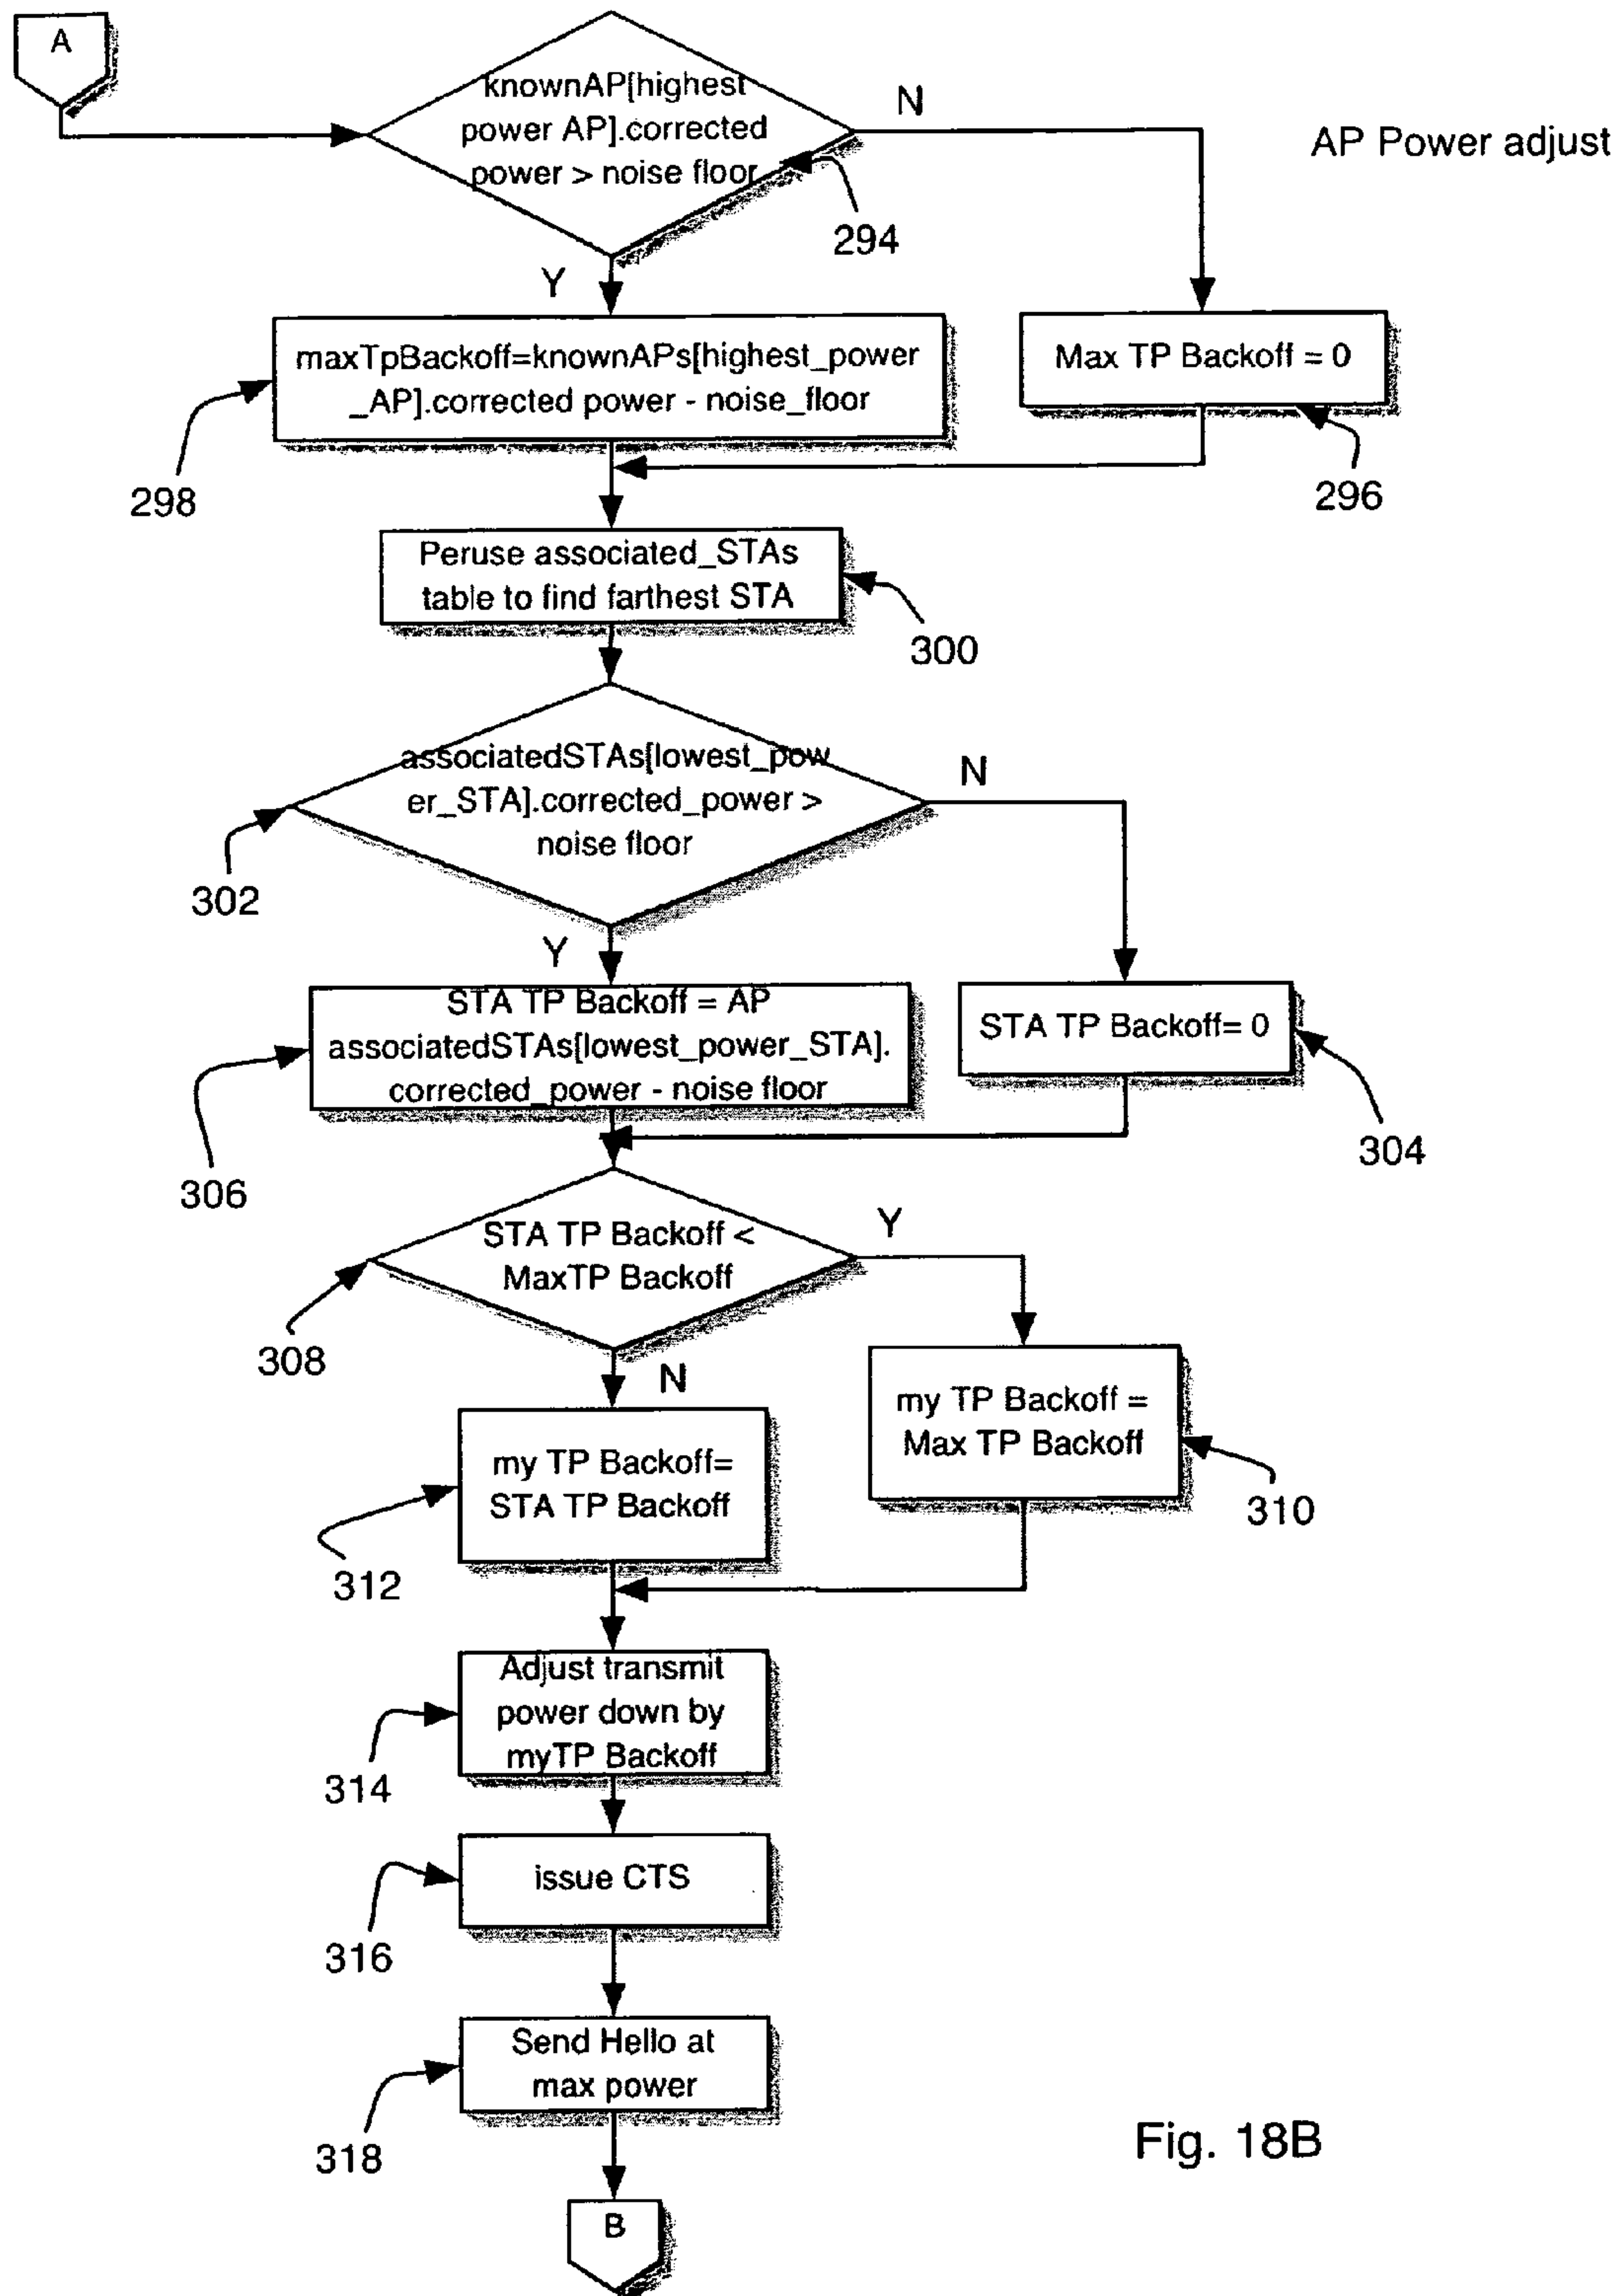 A
knownAP[highest
power AP].corrected
power > noise floor
N
AP Power adjust
294
Y
maxTpBackoff=knownAPs[highest_power
_AP].corrected power - noise_floor
Max TP Backoff = 0
298
296
Peruse associated_STAs
table to find farthest STA
300
associatedSTAs[lowest_pow
er_STA].corrected_power >
noise floor
N
302
Y
STA TP Backoff = AP
associatedSTAs[lowest_power_STA].
corrected_power - noise floor
STA TP Backoff= 0
304
306
STA TP Backoff <
MaxTP Backoff
Y
308
N
my TP Backoff =
Max TP Backoff
my TP Backoff=
STA TP Backoff
310
312
Adjust transmit
power down by
myTP Backoff
314
issue CTS
316
Send Hello at
max power
318
Fig. 18B
B